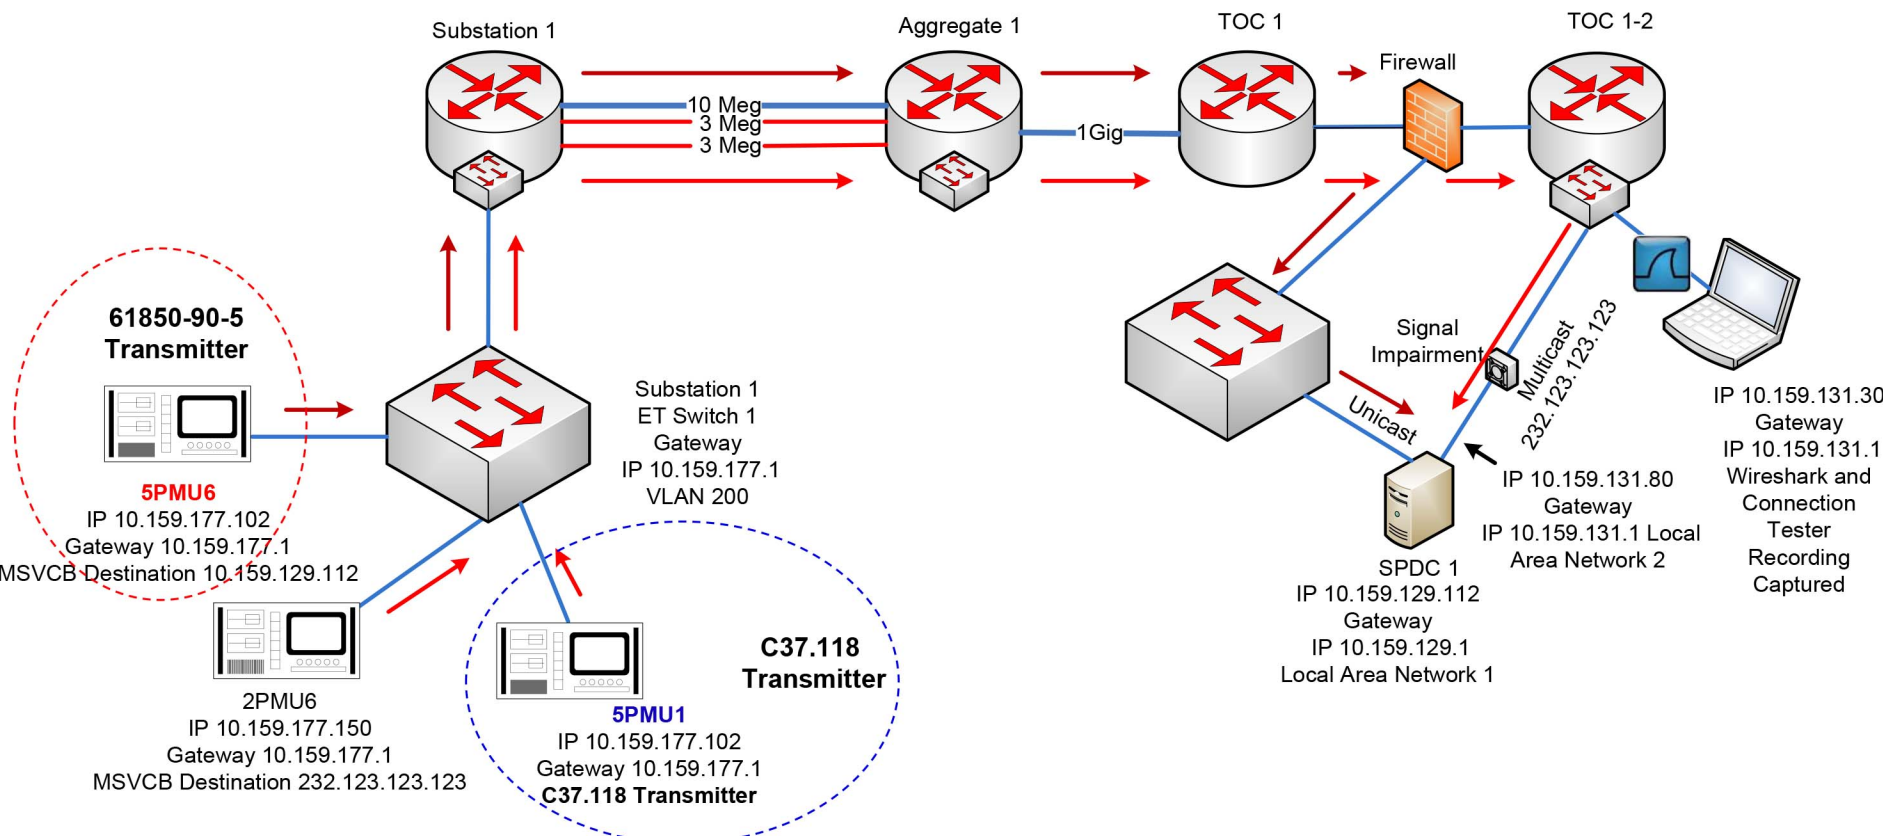 Substation 1
Aggregate 1
TOC 1
TOC 1-2
Firewall
10 Meg
3 Meg
3 Meg
1Gig
61850-90-5
Transmitter
5PMU6
IP 10.159.177.102
Gateway 10.159.177.1
MSVCB Destination 10.159.129.112
Substation 1
ET Switch 1
Gateway
IP 10.159.177.1
VLAN 200
2PMU6
IP 10.159.177.150
Gateway 10.159.177.1
MSVCB Destination 232.123.123.123
C37.118
Transmitter
5PMU1
IP 10.159.177.102
Gateway 10.159.177.1
C37.118 Transmitter
Signal
Impairment
Unicast
Multicast
232.123.123.123
SPDC 1
IP 10.159.129.112
Gateway
IP 10.159.129.1
Local Area Network 1
IP 10.159.131.80
Gateway
IP 10.159.131.1 Local
Area Network 2
IP 10.159.131.30
Gateway
IP 10.159.131.1
Wireshark and
Connection
Tester
Recording
Captured